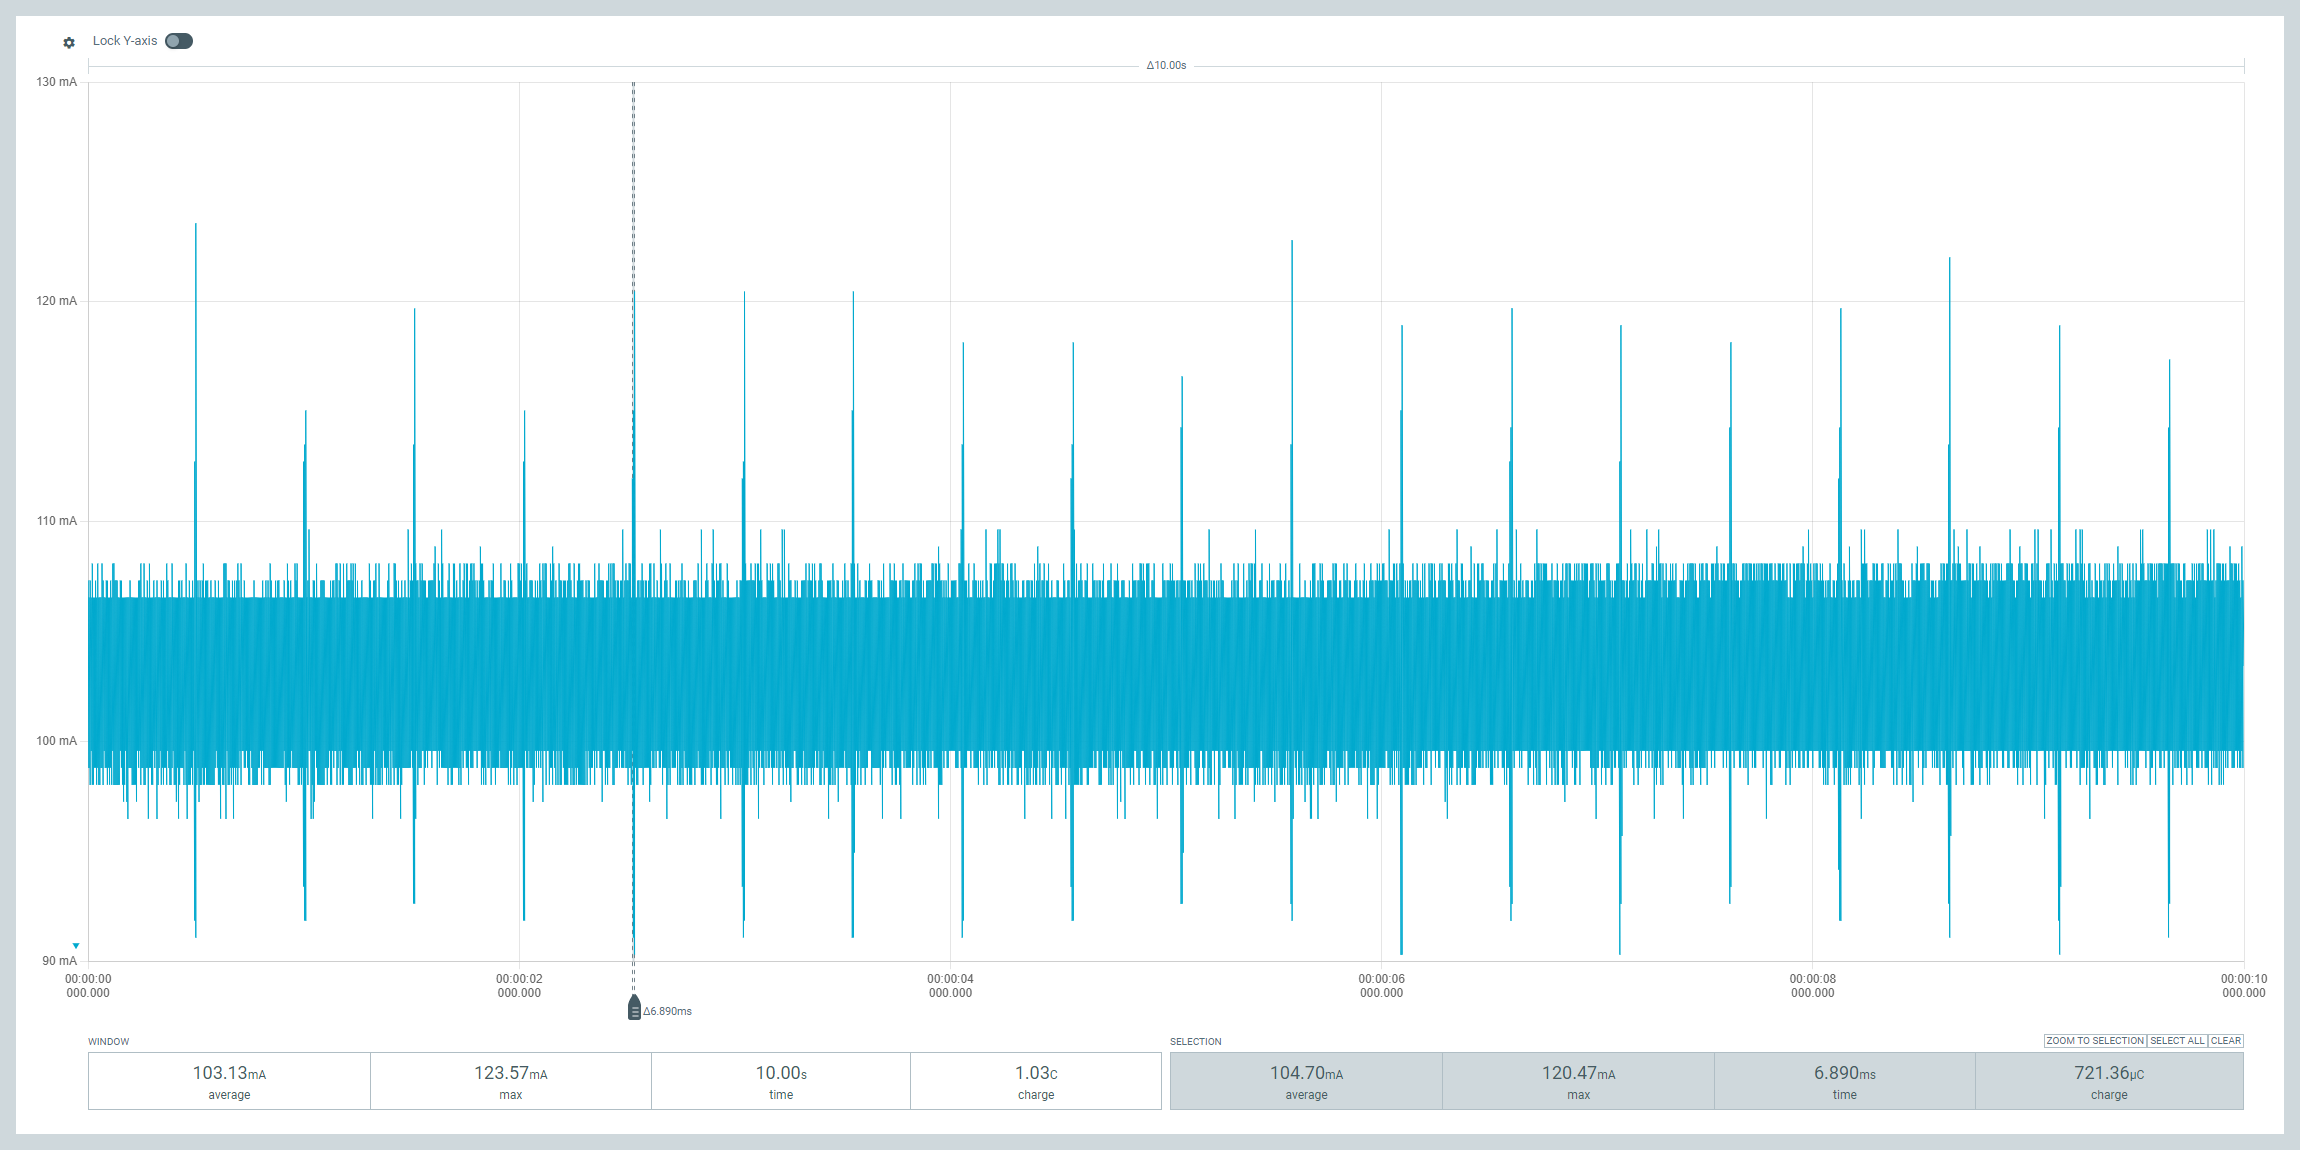 Lock Y-axis
Δ10.00s
130 mA
120 mA
110 mA
100 mA
90 mA
00:00:00 00:00:02 00:00:04 00:00:06 00:00:08 00:00:10
000.000 000.000 000.000 000.000 000.000 000.000
Δ6.890ms
WINDOW
103.13mA 123.57mA 10.00s 1.03C
average max time charge
SELECTION ZOOM TO SELECTION SELECT ALL CLEAR
104.70mA 120.47mA 6.890ms 721.36μC
average max time charge